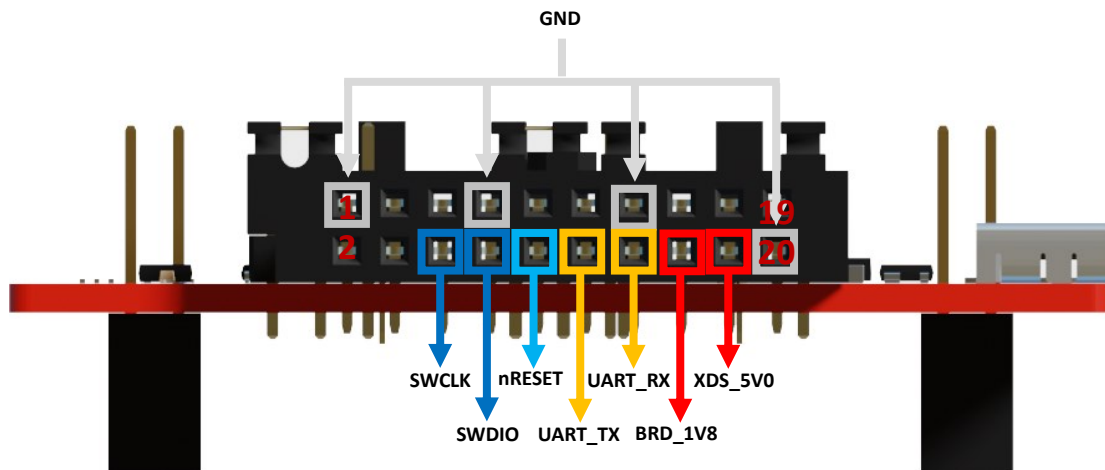 GND
1
19
2
20
SWCLK
nRESET
UART_RX
XDS_5V0
SWDIO
UART_TX
BRD_1V8